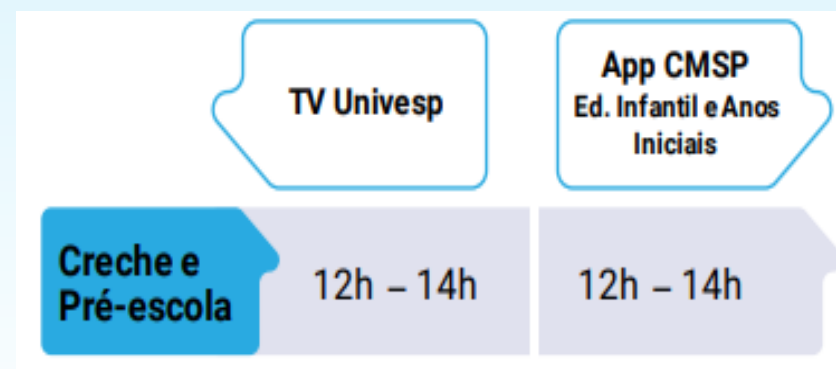 TV Univesp
App CMSP
Ed. Infantil e Anos
Iniciais
Creche e
Pré-escola
12h – 14h
12h – 14h